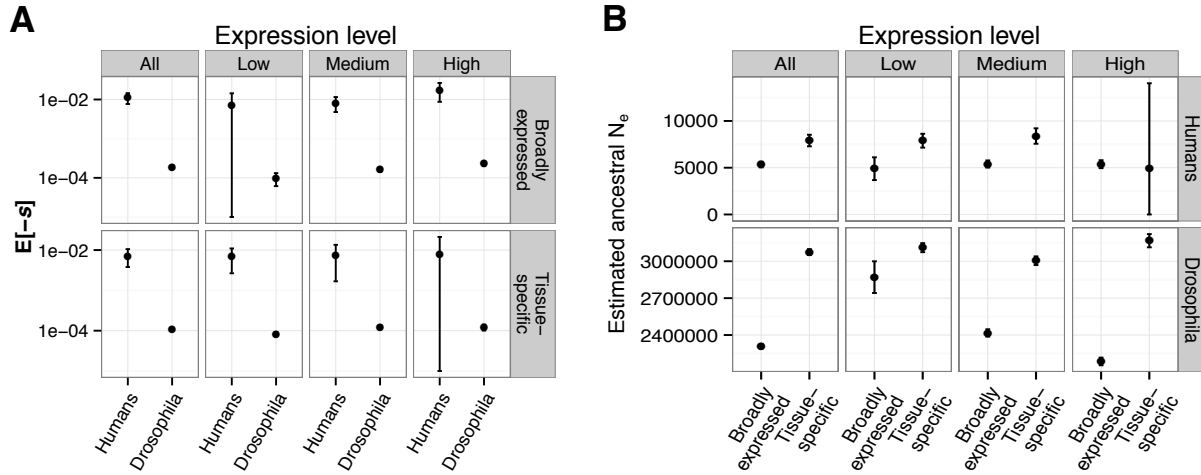 A
Expression level
All
Low
Medium
High
E[−s]
1e−02
1e−04
Broadly
expressed
1e−02
1e−04
Tissue−
specific
Humans
Drosophila
Humans
Drosophila
Humans
Drosophila
Humans
Drosophila
B
Expression level
All
Low
Medium
High
Estimated ancestral Ne
10000
5000
0
Humans
3000000
2700000
2400000
Drosophila
Broadly
expressed
Tissue−
specific
Broadly
expressed
Tissue−
specific
Broadly
expressed
Tissue−
specific
Broadly
expressed
Tissue−
specific